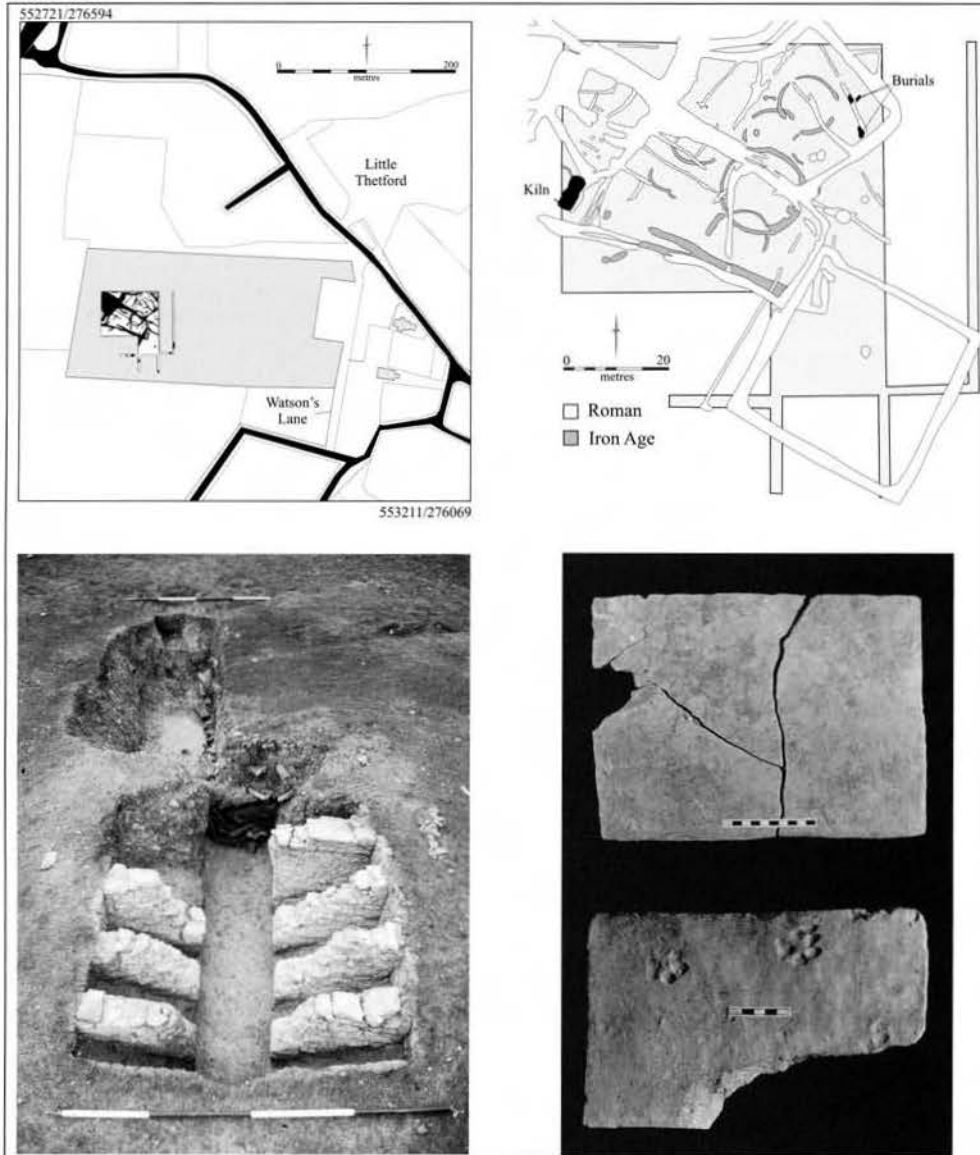 552721/276594
0 200
metres
Little
Thetford
Watson's
Lane
553211/276069
Burials
Kiln
0 20
metres
Roman
Iron Age